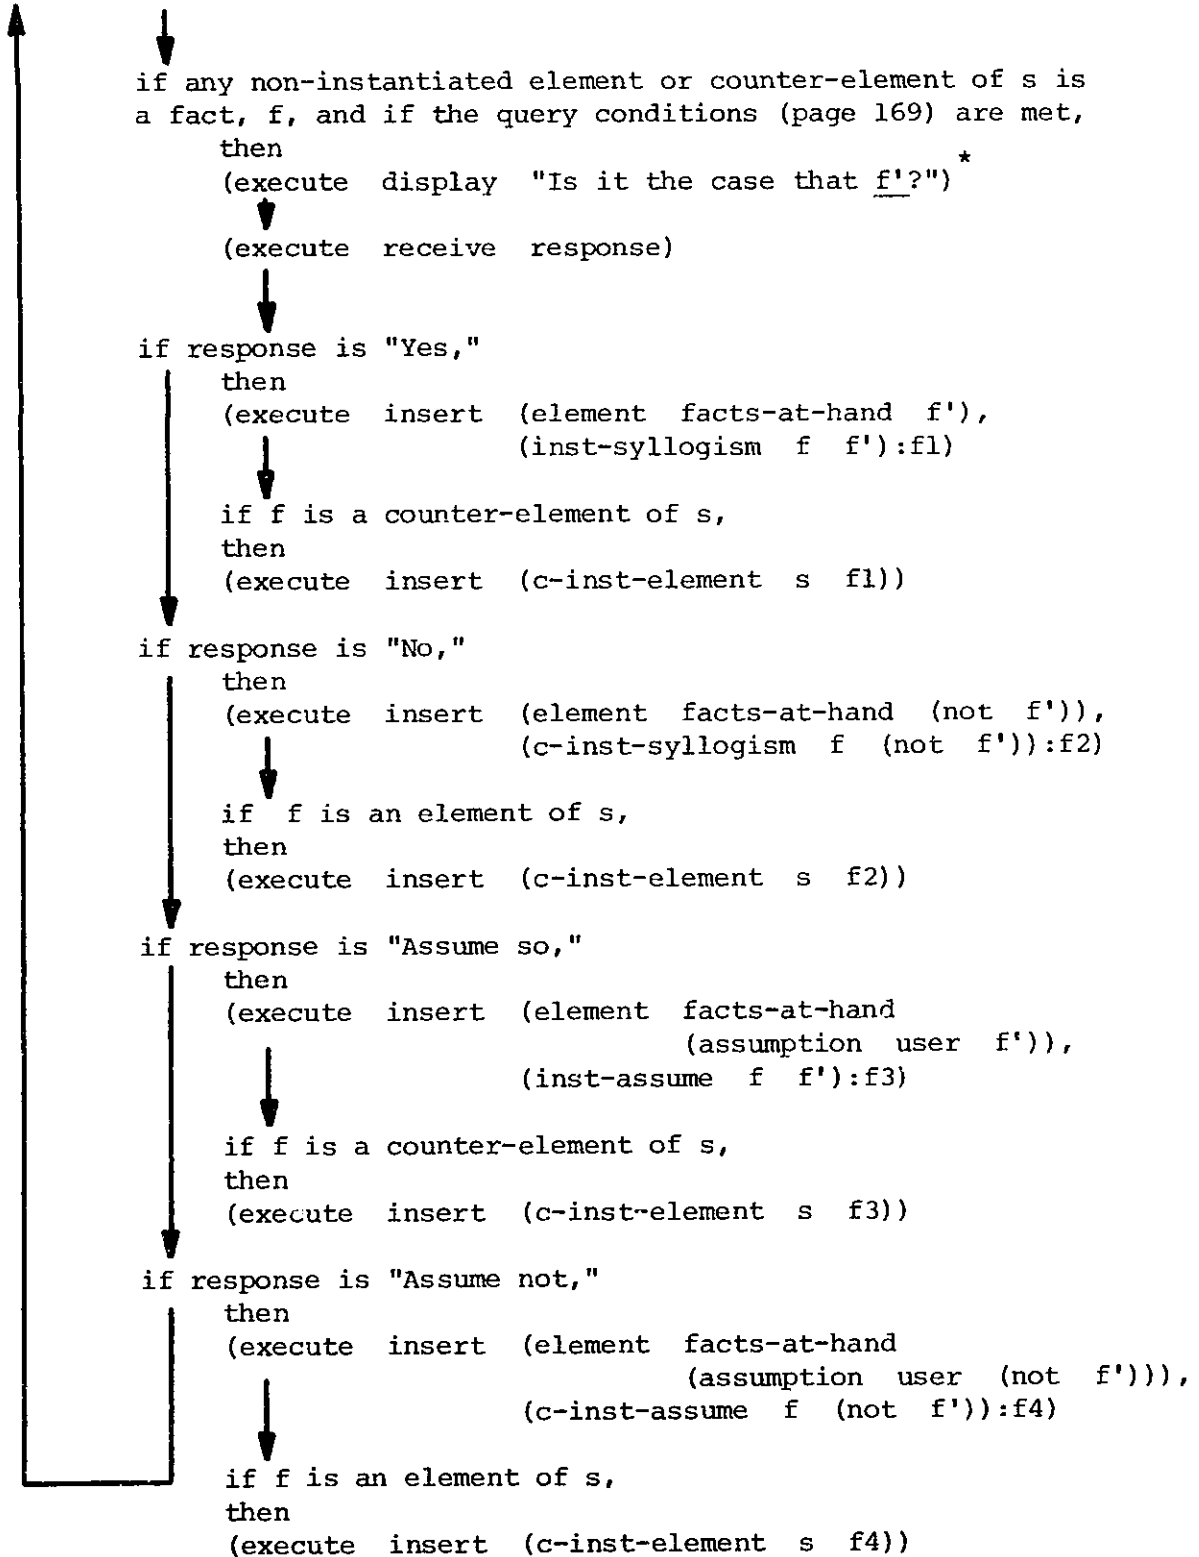 if any non-instantiated element or counter-element of s is
a fact, f, and if the query conditions (page 169) are met,
then
(execute display "Is it the case that f'?")*
(execute receive response)
if response is "Yes,"
then
(execute insert (element facts-at-hand f'),
(inst-syllogism f f'):f1)
if f is a counter-element of s,
then
(execute insert (c-inst-element s f1))
if response is "No,"
then
(execute insert (element facts-at-hand (not f')),
(c-inst-syllogism f (not f')):f2)
if f is an element of s,
then
(execute insert (c-inst-element s f2))
if response is "Assume so,"
then
(execute insert (element facts-at-hand
(assumption user f')),
(inst-assume f f'):f3)
if f is a counter-element of s,
then
(execute insert (c-inst-element s f3))
if response is "Assume not,"
then
(execute insert (element facts-at-hand
(assumption user (not f'))),
(c-inst-assume f (not f')):f4)
if f is an element of s,
then
(execute insert (c-inst-element s f4))